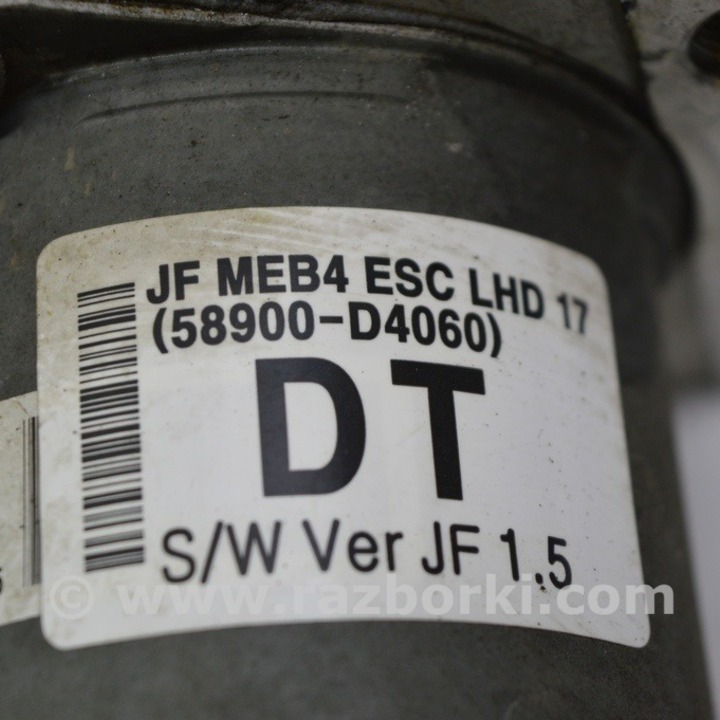 JF MEB4 ESC LHD 17
(58900-D4060)
DT
S/W Ver JF 1.5
© www.razborki.com